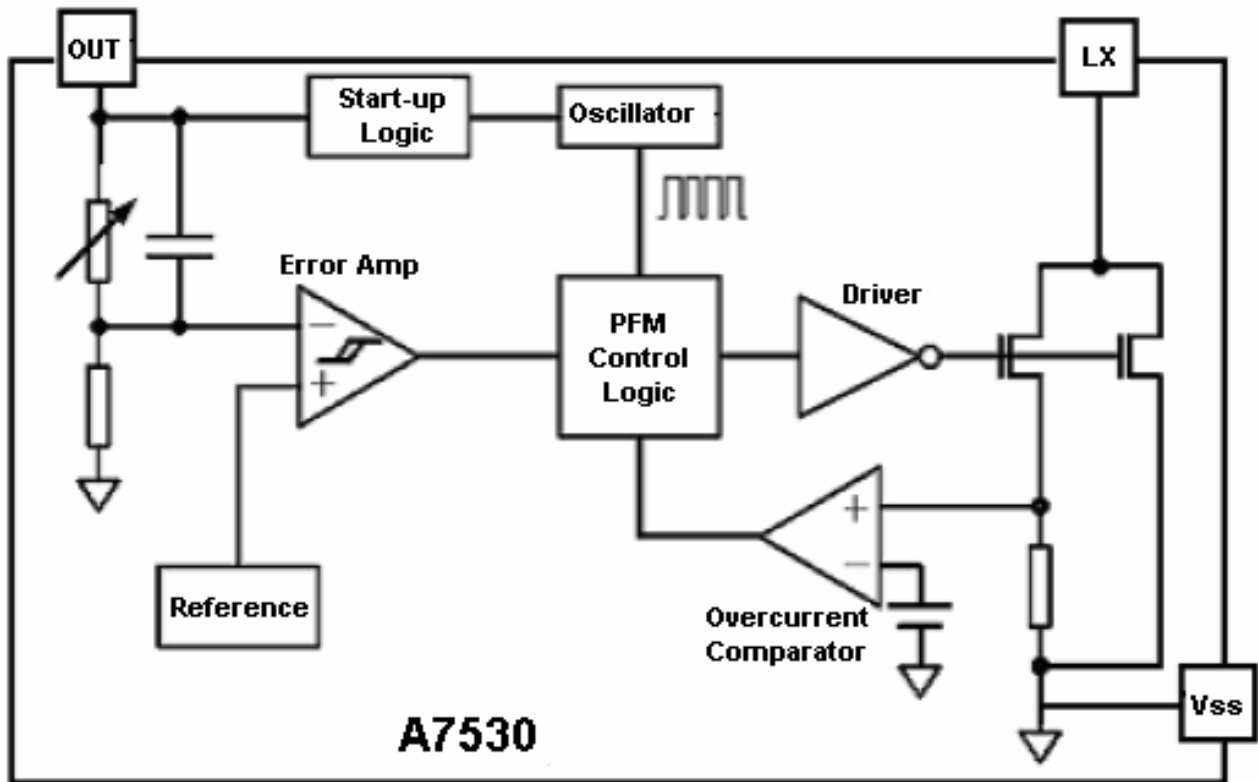 OUT
LX
Start-up
Logic
Oscillator
Error Amp
Driver
PFM
Control
Logic
−
+
+
−
Reference
Overcurrent
Comparator
Vss
A7530